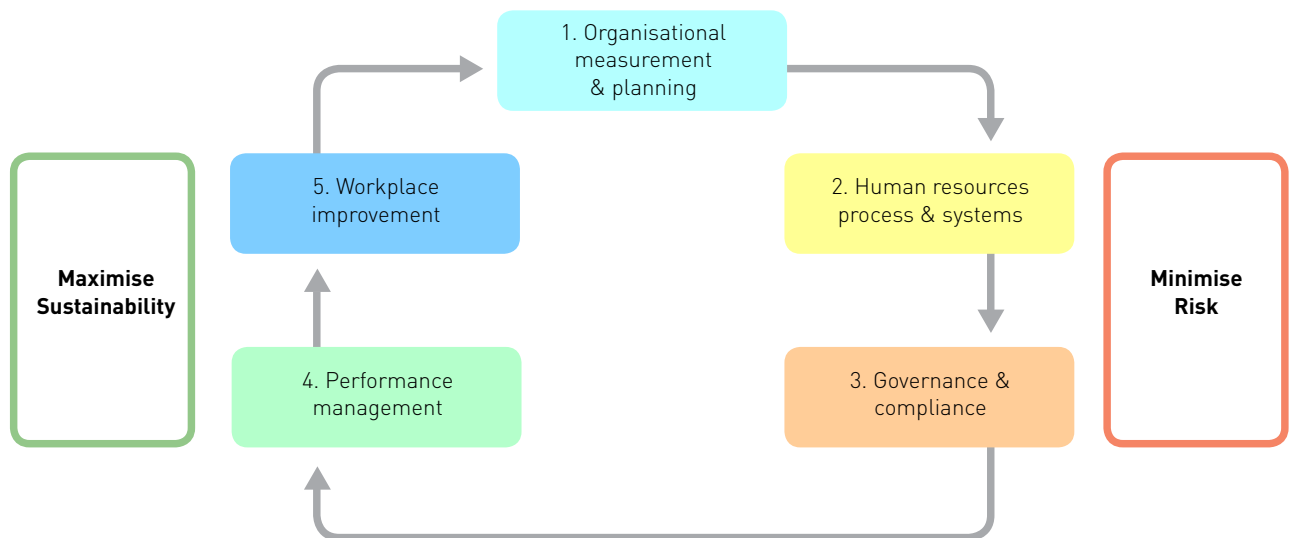 1. Organisational
measurement
& planning
5. Workplace
improvement
2. Human resources
process & systems
Maximise
Sustainability
Minimise
Risk
4. Performance
management
3. Governance &
compliance